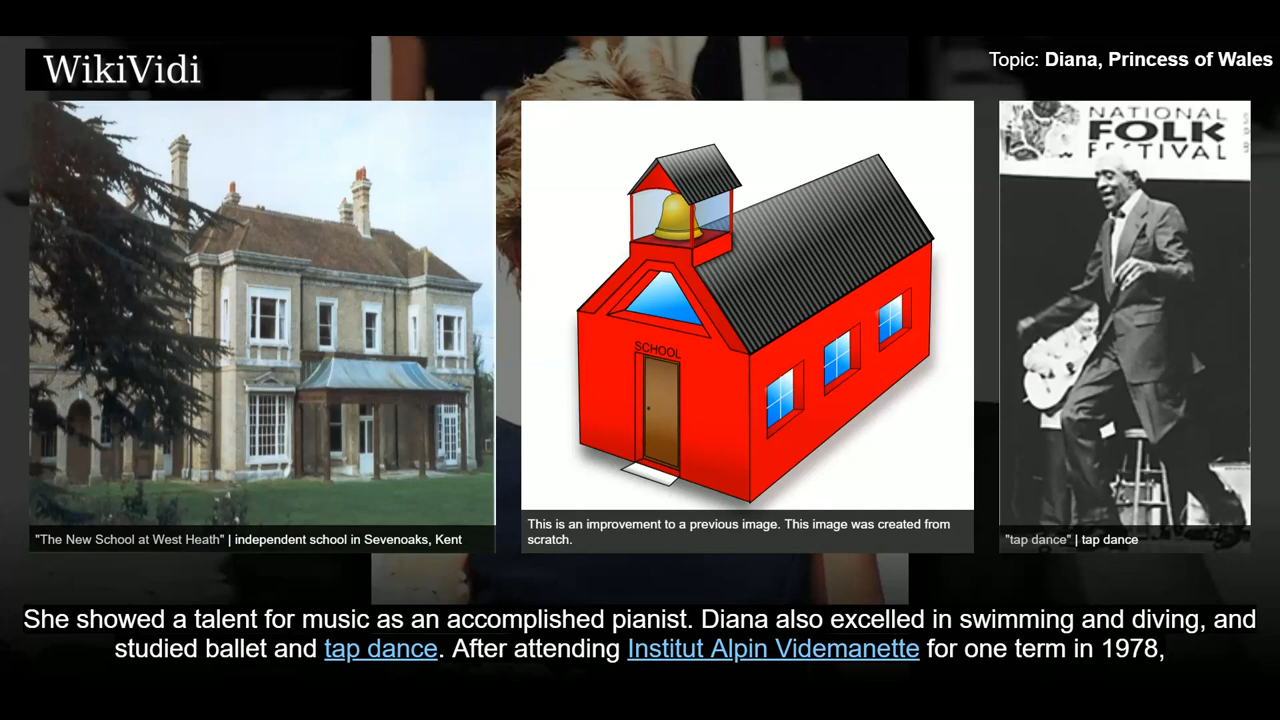 WikiVidi
Topic: Diana, Princess of Wales
NATIONAL
FOLK
FESTIVAL
SCHOOL
"The New School at West Heath" | independent school in Sevenoaks, Kent
This is an improvement to a previous image. This image was created from
scratch.
"tap dance" | tap dance
She showed a talent for music as an accomplished pianist. Diana also excelled in swimming and diving, and
studied ballet and tap dance. After attending Institut Alpin Videmanette for one term in 1978,